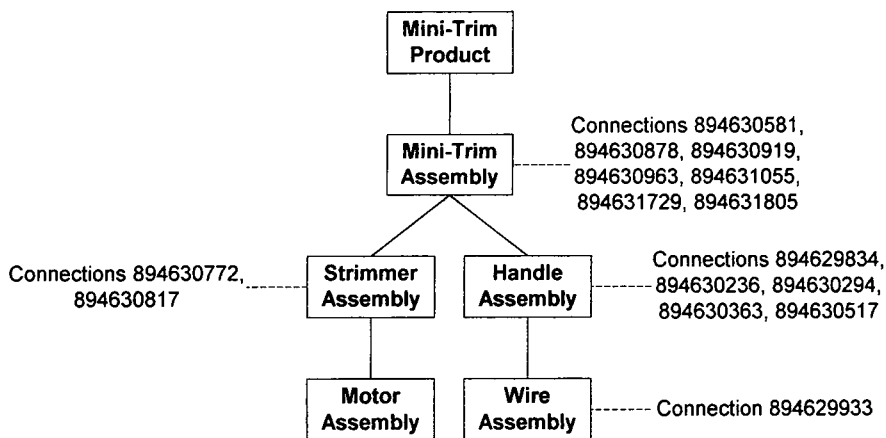 Mini-Trim
Product
Mini-Trim
Assembly
Connections 894630581,
894630878, 894630919,
894630963, 894631055,
894631729, 894631805
Connections 894630772,
894630817
Strimmer
Assembly
Handle
Assembly
Connections 894629834,
894630236, 894630294,
894630363, 894630517
Motor
Assembly
Wire
Assembly
Connection 894629933